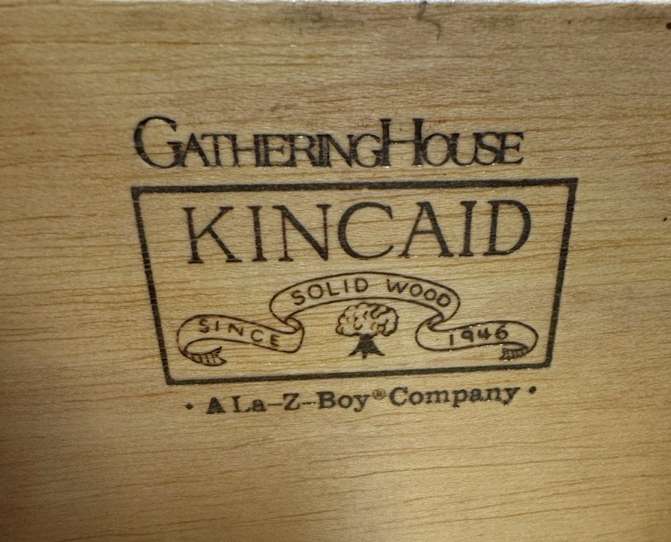 GATHERINGHOUSE
KINCAID
SOLID WOOD
SINCE 1946
• A La-Z-Boy® Company •